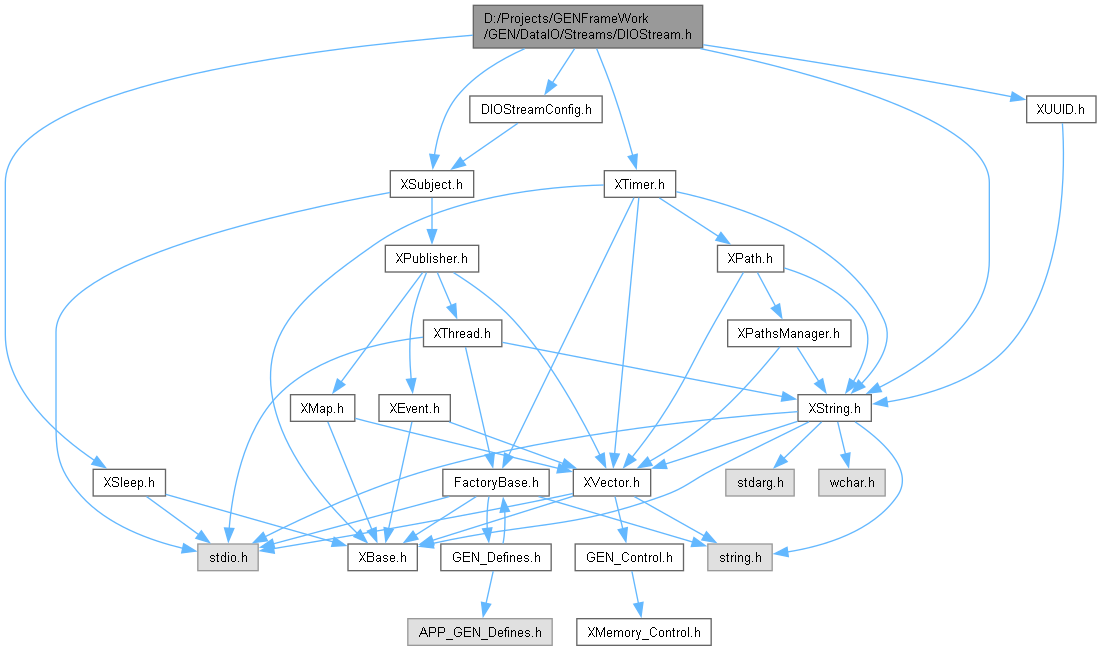 D:/Projects/GENFrameWork
/GEN/DataIO/Streams/DIOStream.h
DIOStreamConfig.h
XUUID.h
XSubject.h
XTimer.h
XPublisher.h
XPath.h
XThread.h
XPathsManager.h
XMap.h
XEvent.h
XString.h
XSleep.h
FactoryBase.h
XVector.h
stdarg.h
wchar.h
stdio.h
XBase.h
GEN_Defines.h
GEN_Control.h
string.h
APP_GEN_Defines.h
XMemory_Control.h